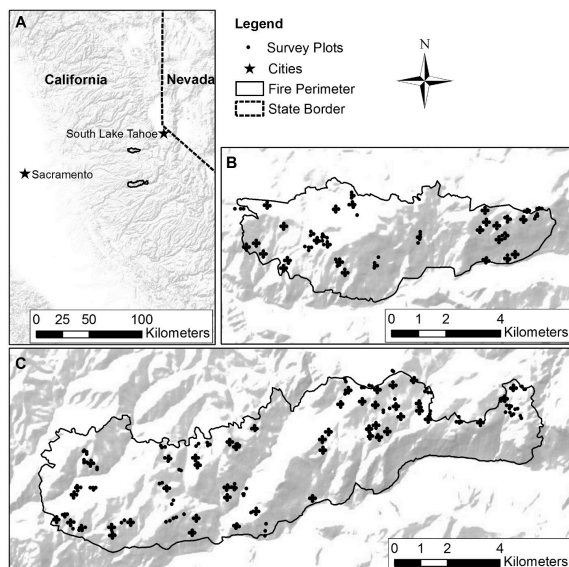 A
California
Nevada
South Lake Tahoe
Sacramento
0 25 50 100
Kilometers
Legend
Survey Plots
Cities
Fire Perimeter
State Border
N
B
0 1 2 4
Kilometers
C
0 1 2 4
Kilometers